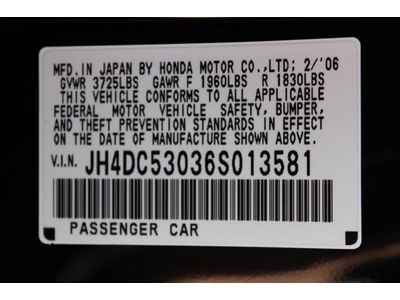 MFD.IN JAPAN BY HONDA MOTOR CO.,LTD; 2/'06
GVWR 3725LBS GAWR F 1960LBS R 1830LBS
THIS VEHICLE CONFORMS TO ALL APPLICABLE
FEDERAL MOTOR VEHICLE SAFETY, BUMPER,
AND THEFT PREVENTION STANDARDS IN EFFECT
ON THE DATE OF MANUFACTURE SHOWN ABOVE.
V.I.N. JH4DC53036S013581
PASSENGER CAR